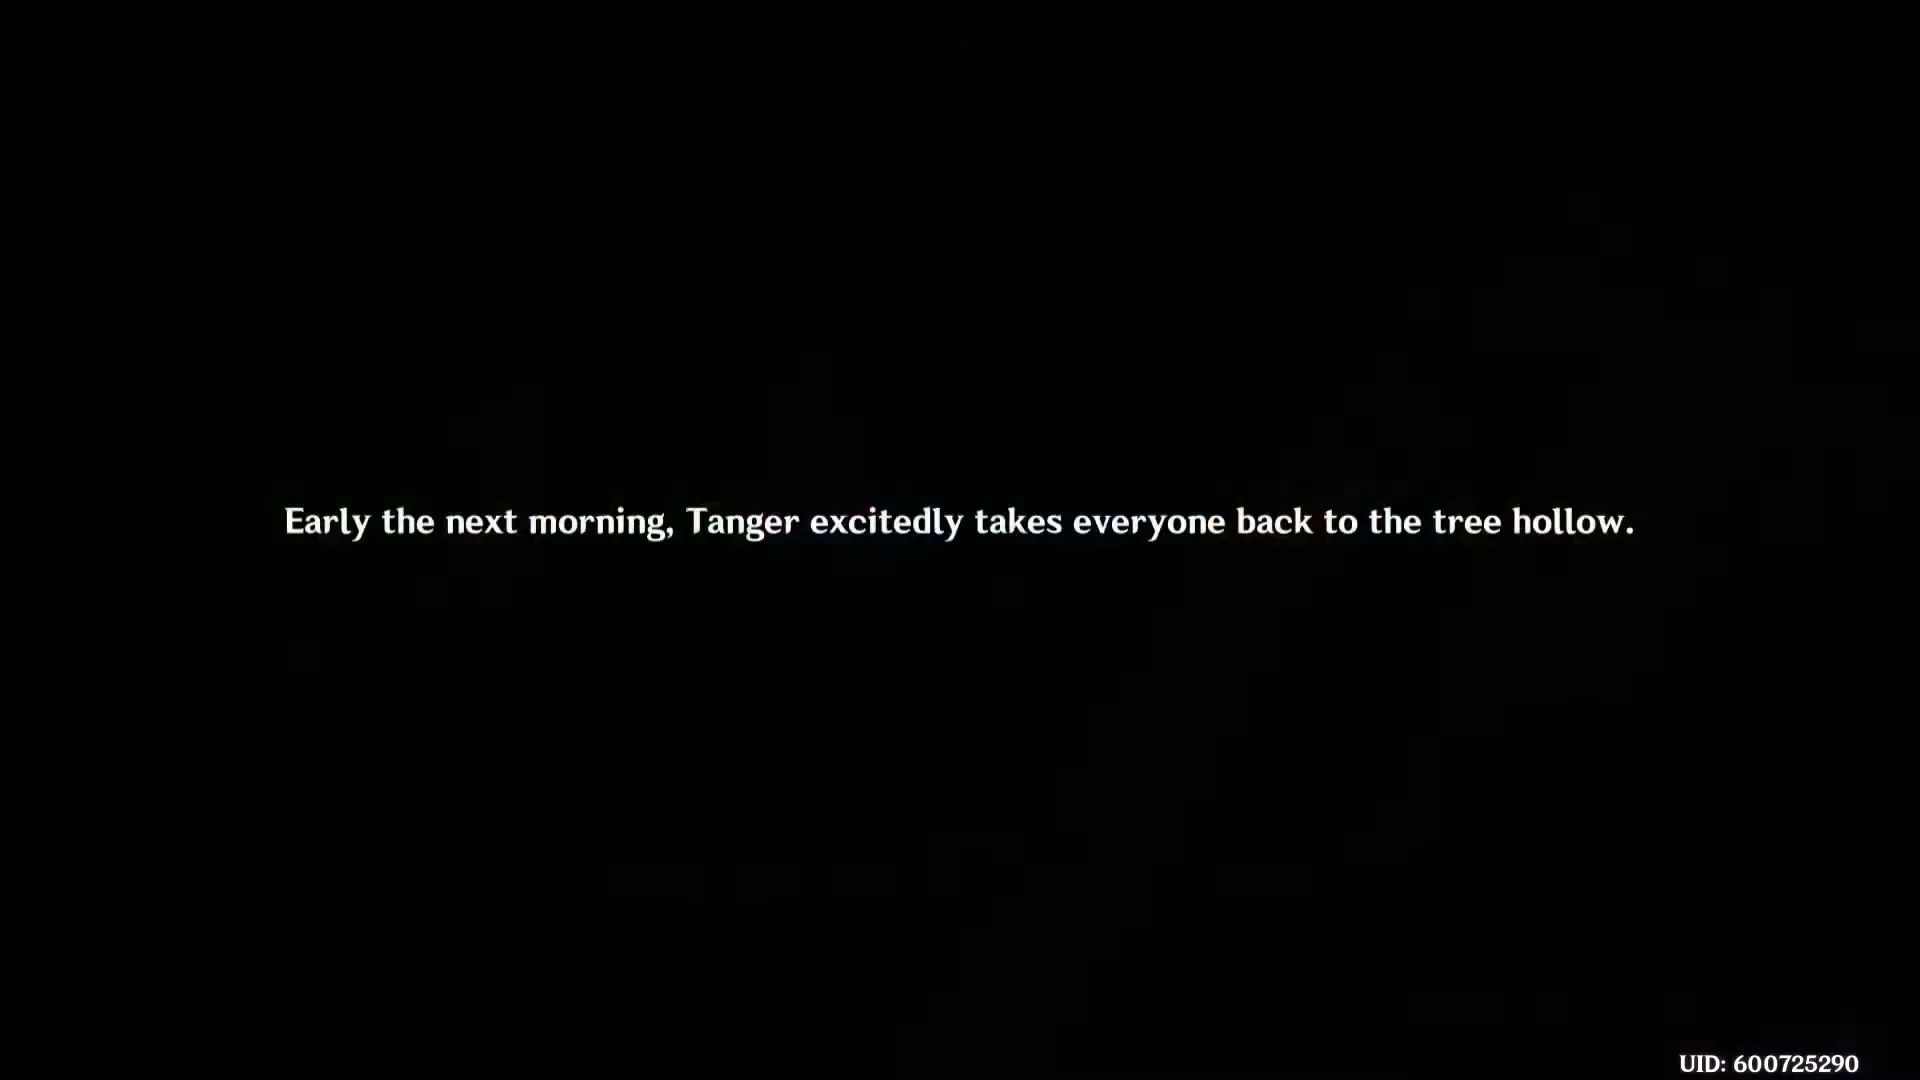 Early the next morning, Tanger excitedly takes everyone back to the tree hollow.
UID: 600725290